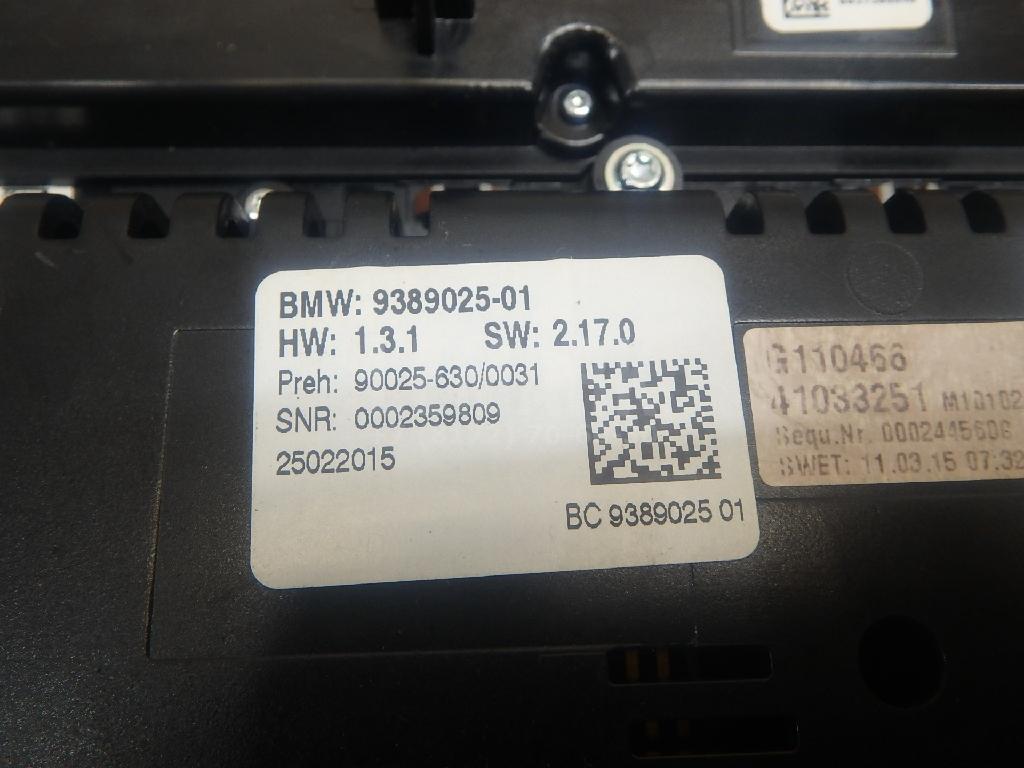 BMW: 9389025-01
HW: 1.3.1 SW: 2.17.0
Preh: 90025-630/0031
SNR: 0002359809
25022015
BC 9389025 01
G110466
41033251 M10102
Sequ.Nr. 0002445606
SWET: 11.03.15 07:32